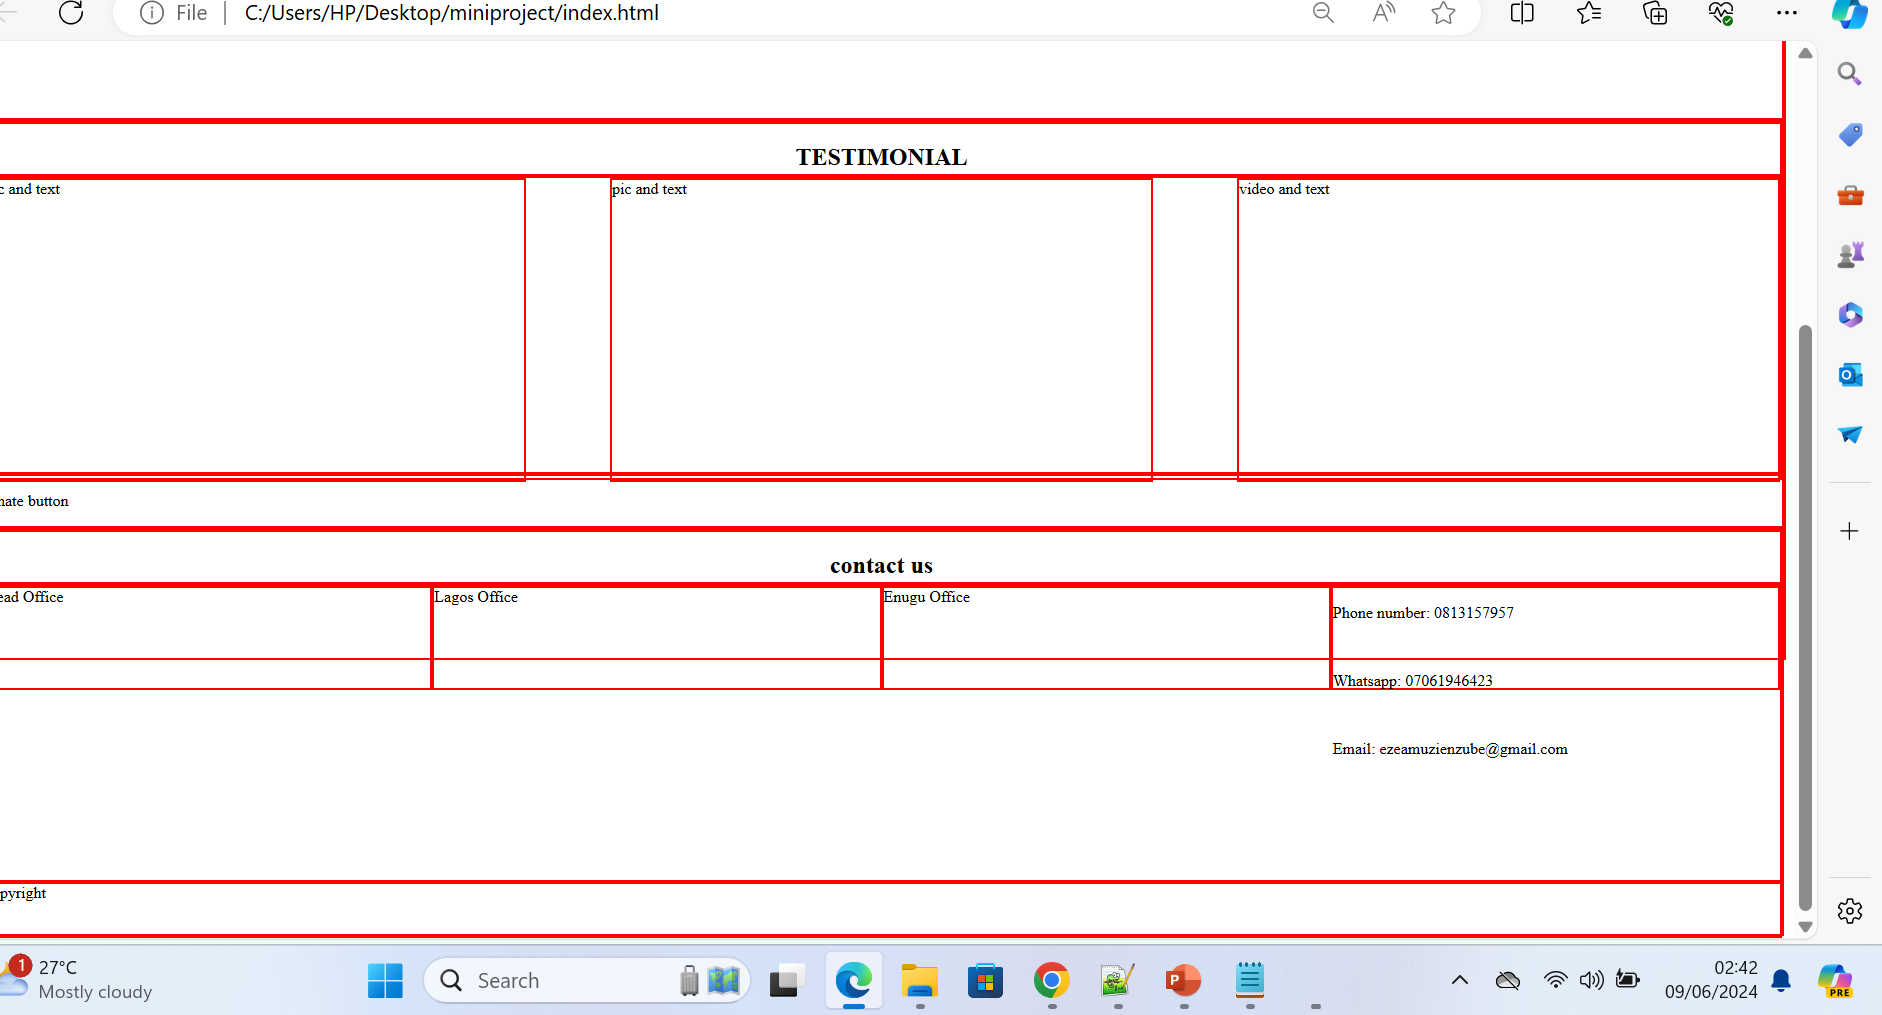 File
C:/Users/HP/Desktop/miniproject/index.html
TESTIMONIAL
c and text
pic and text
video and text
nate button
contact us
ead Office
Lagos Office
Enugu Office
Phone number: 0813157957
Whatsapp: 07061946423
Email: ezeamuzienzube@gmail.com
pyright
1
27°C
Mostly cloudy
Search
02:42
09/06/2024
PRE